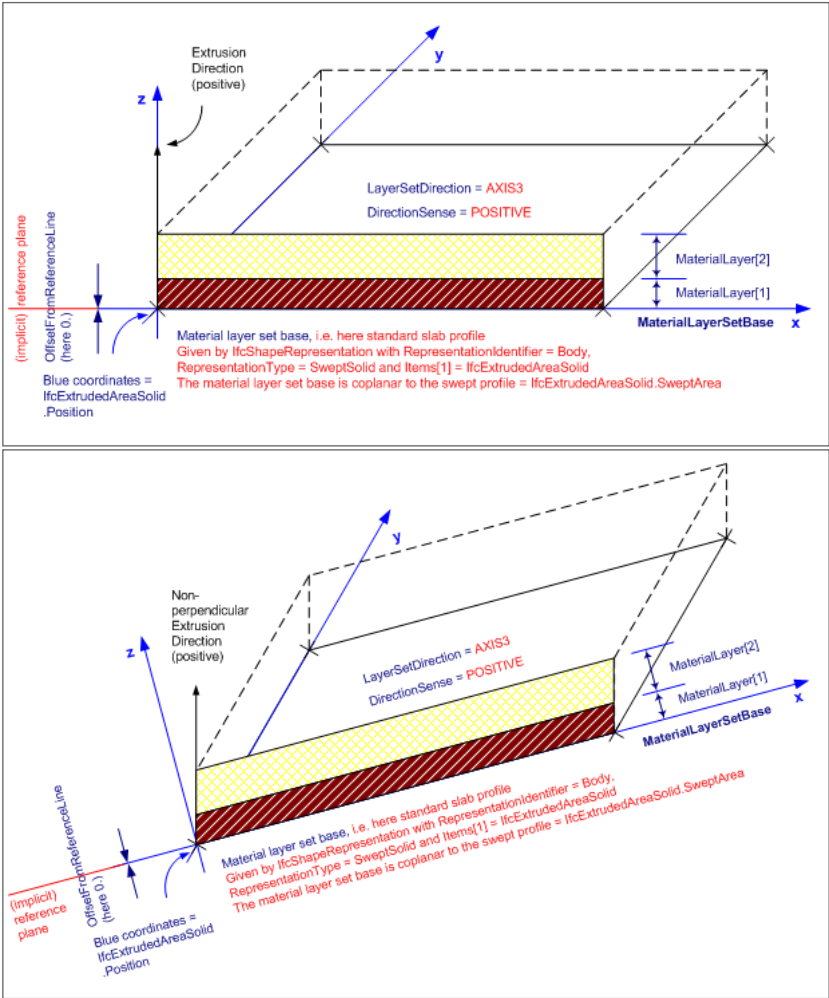 Extrusion
Direction
(positive)
y
z
LayerSetDirection = AXIS3
DirectionSense = POSITIVE
MaterialLayer[2]
MaterialLayer[1]
(implicit) reference plane
OffsetFromReferenceLine
(here 0.)
MaterialLayerSetBase
x
Material layer set base, i.e. here standard slab profile
Given by IfcShapeRepresentation with RepresentationIdentifier = Body,
RepresentationType = SweptSolid and Items[1] = IfcExtrudedAreaSolid
The material layer set base is coplanar to the swept profile = IfcExtrudedAreaSolid.SweptArea
Blue coordinates =
IfcExtrudedAreaSolid
.Position
y
Non-
perpendicular
Extrusion
Direction
(positive)
z
LayerSetDirection = AXIS3
DirectionSense = POSITIVE
MaterialLayer[2]
MaterialLayer[1]
x
MaterialLayerSetBase
Material layer set base, i.e. here standard slab profile
Given by IfcShapeRepresentation with RepresentationIdentifier = Body,
RepresentationType = SweptSolid and Items[1] = IfcExtrudedAreaSolid
The material layer set base is coplanar to the swept profile = IfcExtrudedAreaSolid.SweptArea
(implicit)
reference
plane
OffsetFromReferenceLine
(here 0.)
Blue coordinates =
IfcExtrudedAreaSolid
.Position